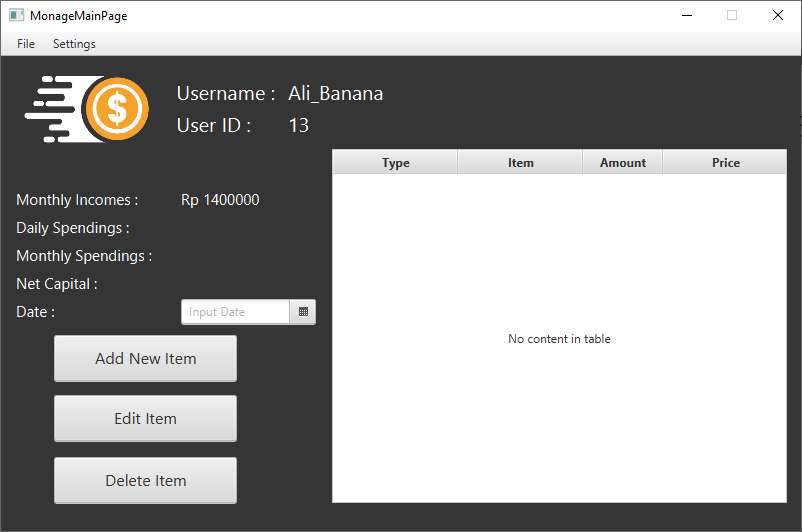 MonageMainPage
File Settings
$
Username : Ali_Banana
User ID : 13
Type Item Amount Price
Monthly Incomes : Rp 1400000
Daily Spendings :
Monthly Spendings :
Net Capital :
Date : Input Date
No content in table
Add New Item
Edit Item
Delete Item